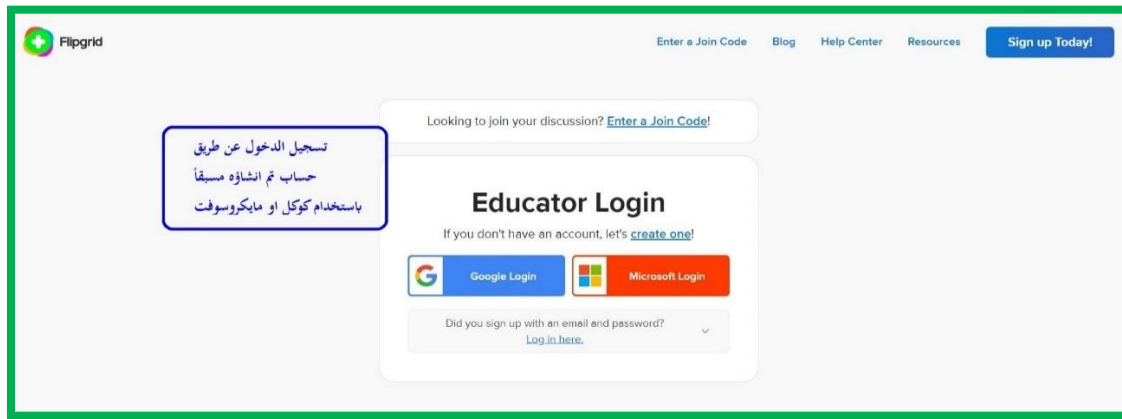 Flipgrid
Enter a Join Code Blog Help Center Resources Sign up Today!
Looking to join your discussion? Enter a Join Code!
تسجيل الدخول عن طريق
حساب تم انشاؤه مسبقاً
باستخدام كوكل او مايكروسوفت
Educator Login
If you don't have an account, let's create one!
Google Login Microsoft Login
Did you sign up with an email and password?
Log in here.